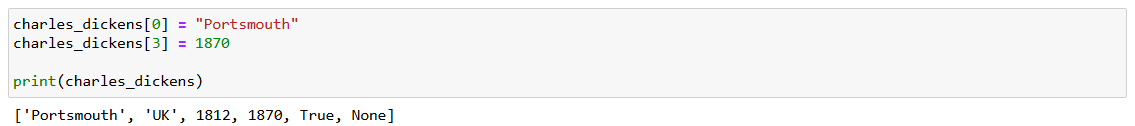 charles_dickens[0] = "Portsmouth"
charles_dickens[3] = 1870
print(charles_dickens)
['Portsmouth', 'UK', 1812, 1870, True, None]